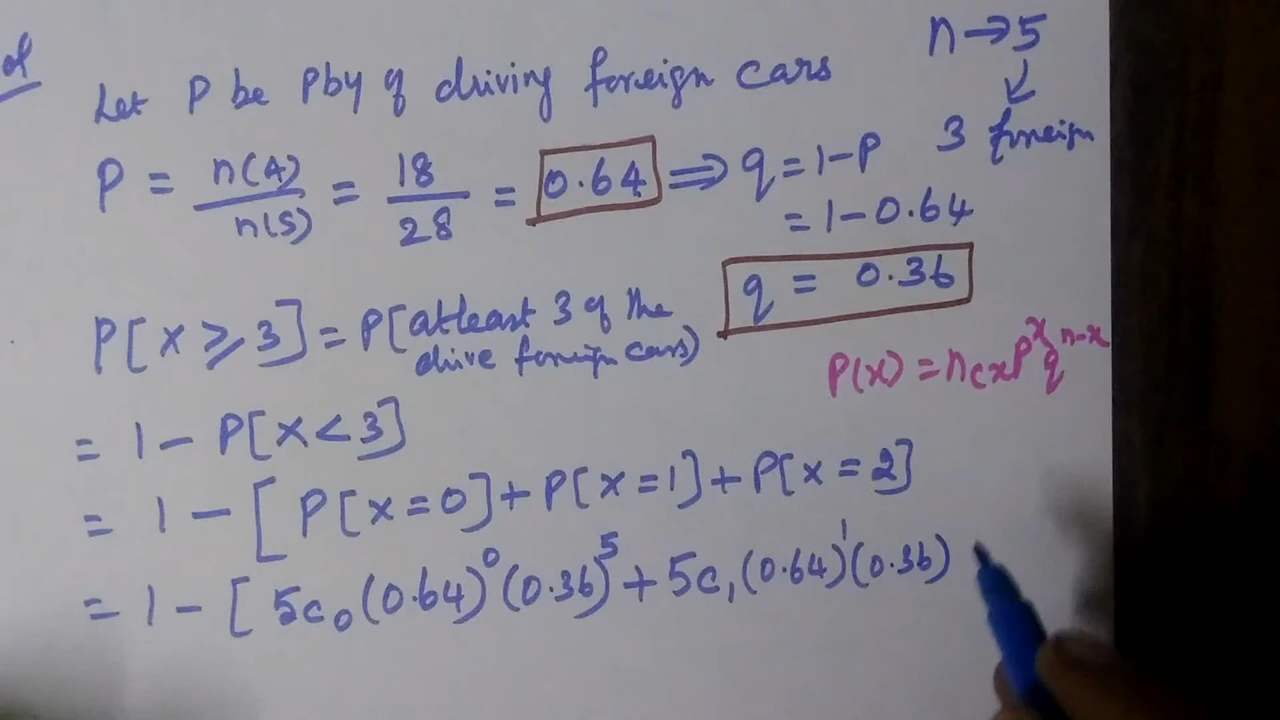 n → 5
Let P be Pby of driving foreign cars
↓
3 foreign
P = n(A)/n(S) = 18/28 = 0.64 ⇒ q = 1-P
= 1 - 0.64
q = 0.36
P[X ≥ 3] = P[atleast 3 of the
drive foreign cars)
P(x) = ncx p^x q^n-x
= 1 - P[X < 3]
= 1 - [P[X = 0] + P[X = 1] + P[X = 2]
= 1 - [5c₀ (0.64)^0 (0.36)^5 + 5c₁ (0.64)^1 (0.36)